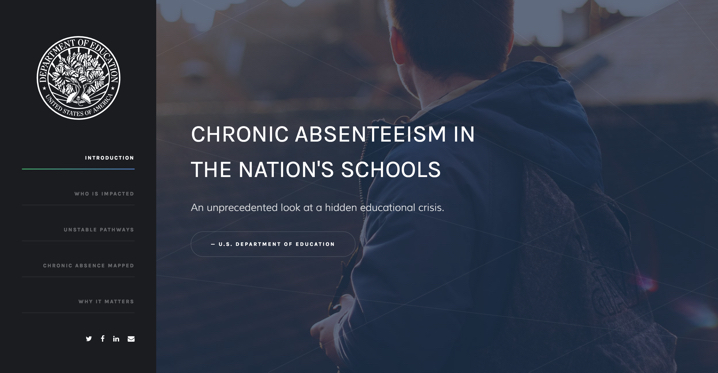 DEPARTMENT OF EDUCATION
UNITED STATES OF AMERICA
INTRODUCTION
WHO IS IMPACTED
UNSTABLE PATHWAYS
CHRONIC ABSENCE MAPPED
WHY IT MATTERS
CHRONIC ABSENTEEISM IN
THE NATION'S SCHOOLS
An unprecedented look at a hidden educational crisis.
— U.S. DEPARTMENT OF EDUCATION